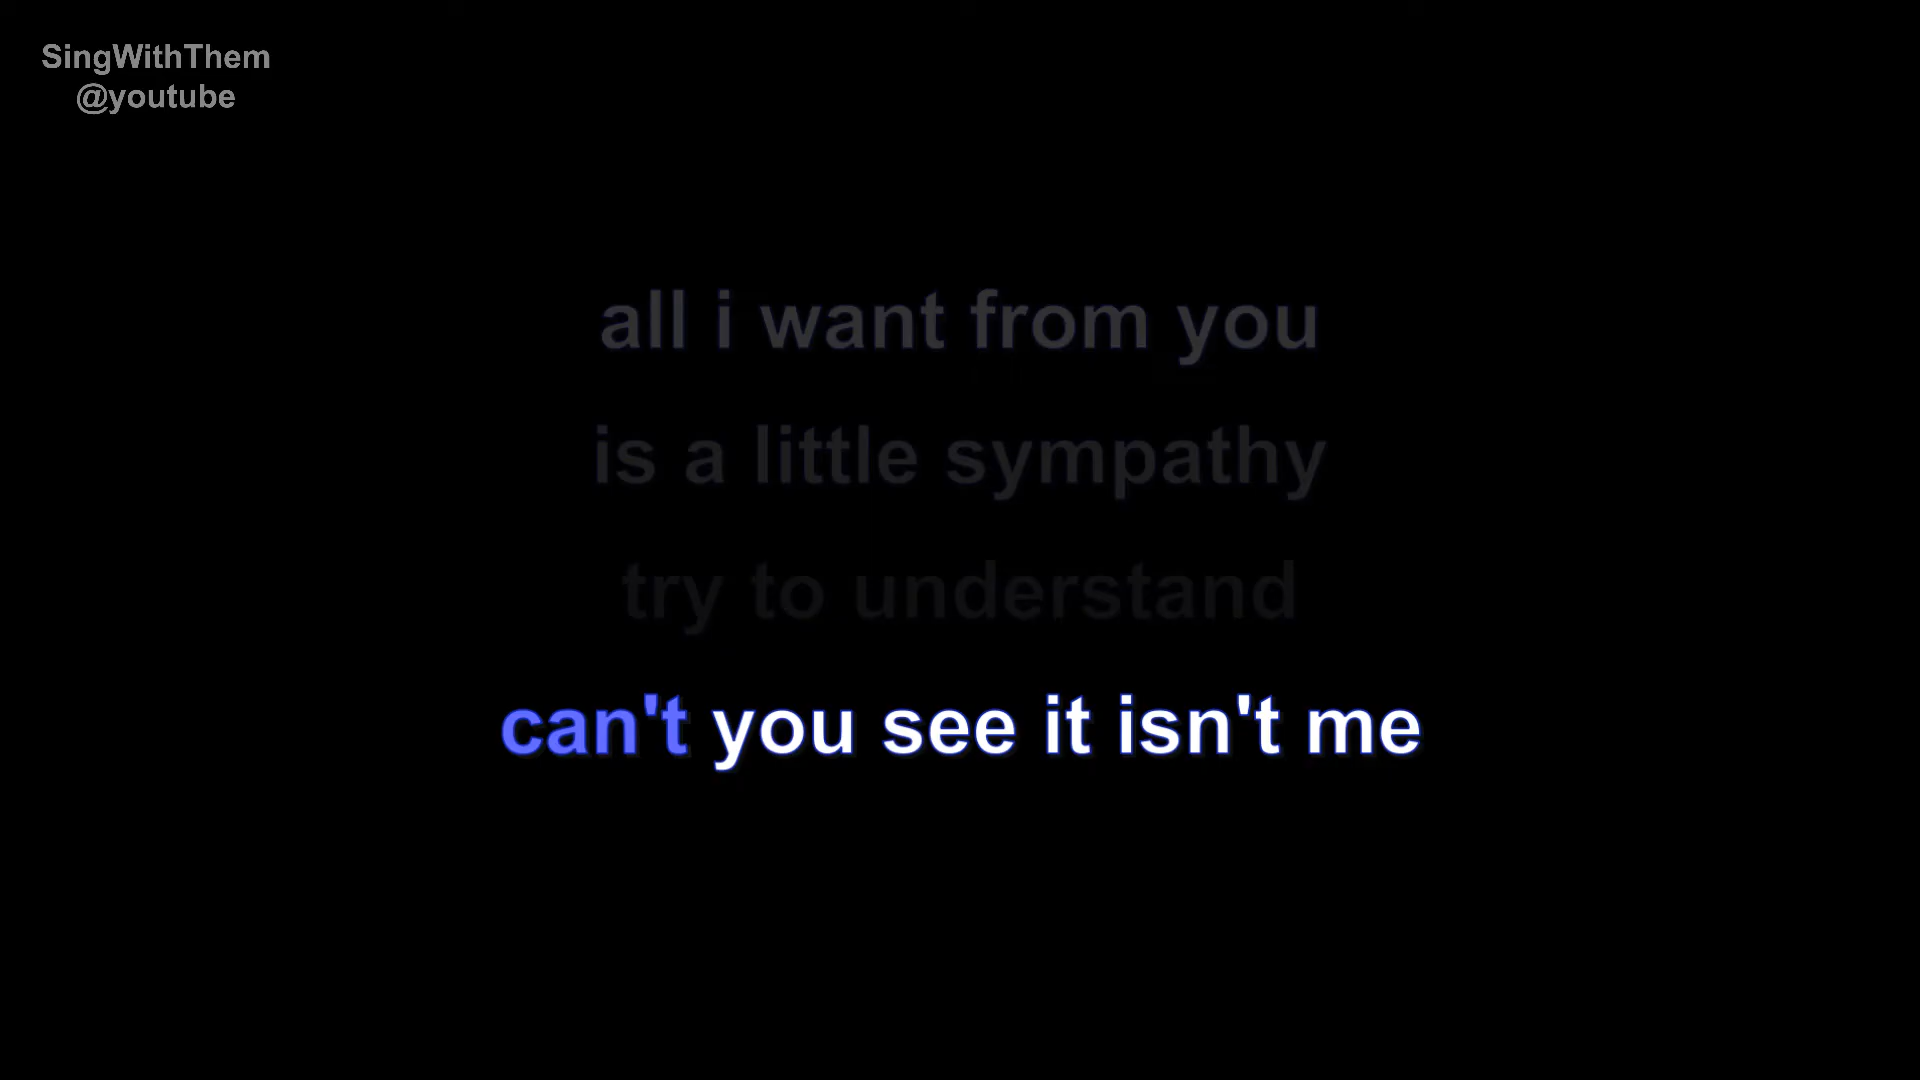 SingWithThem
@youtube
all i want from you
is a little sympathy
try to understand
can't you see it isn't me